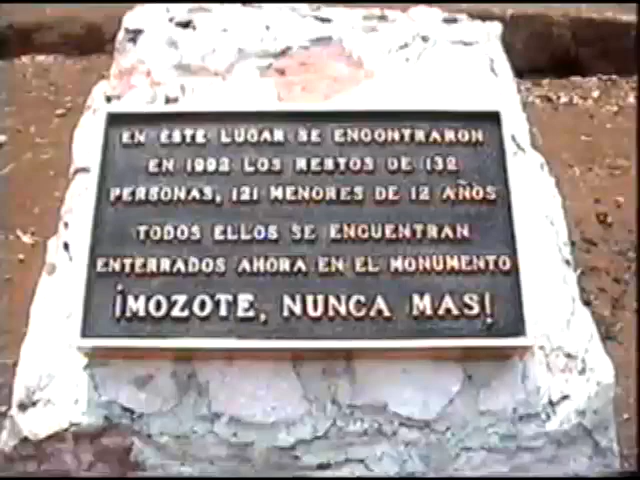 EN ESTE LUGAR SE ENCONTRARON
EN 1992 LOS RESTOS DE 132
PERSONAS, 121 MENORES DE 12 AÑOS
TODOS ELLOS SE ENCUENTRAN
ENTERRADOS AHORA EN EL MONUMENTO
¡MOZOTE, NUNCA MAS!